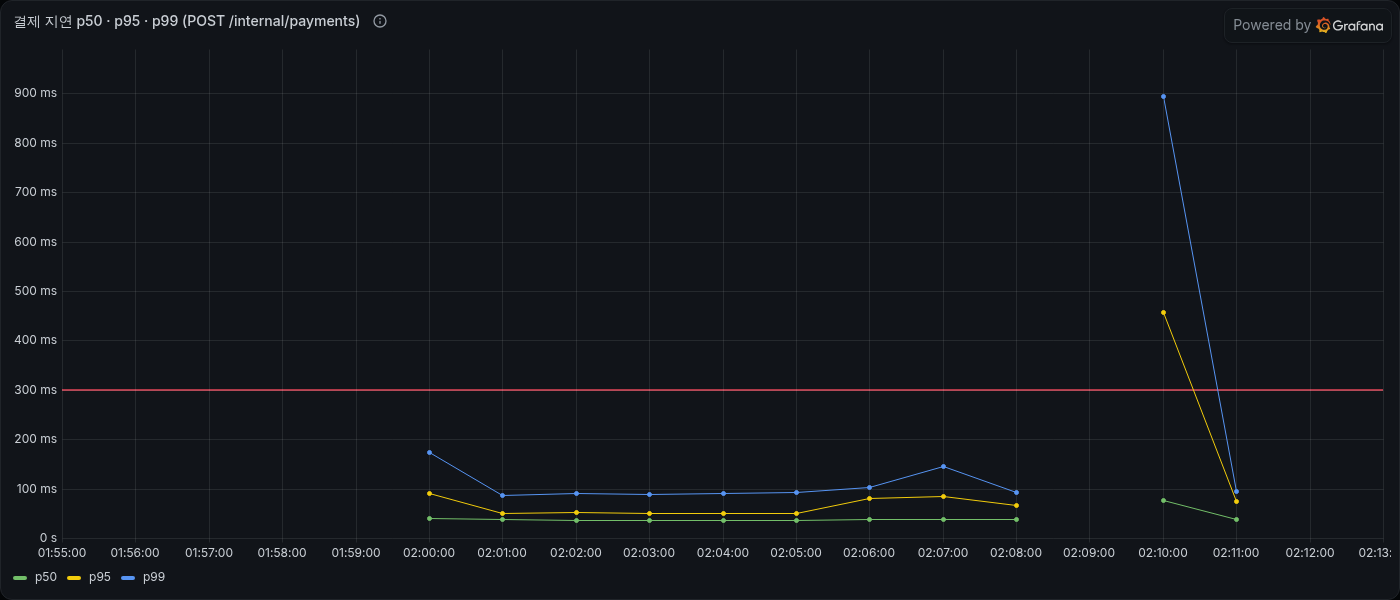 결제 지연 p50 · p95 · p99 (POST /internal/payments)
Powered by Grafana
900 ms
800 ms
700 ms
600 ms
500 ms
400 ms
300 ms
200 ms
100 ms
0 s
01:55:00 01:56:00 01:57:00 01:58:00 01:59:00 02:00:00 02:01:00 02:02:00 02:03:00 02:04:00 02:05:00 02:06:00 02:07:00 02:08:00 02:09:00 02:10:00 02:11:00 02:12:00 02:13:
p50 p95 p99